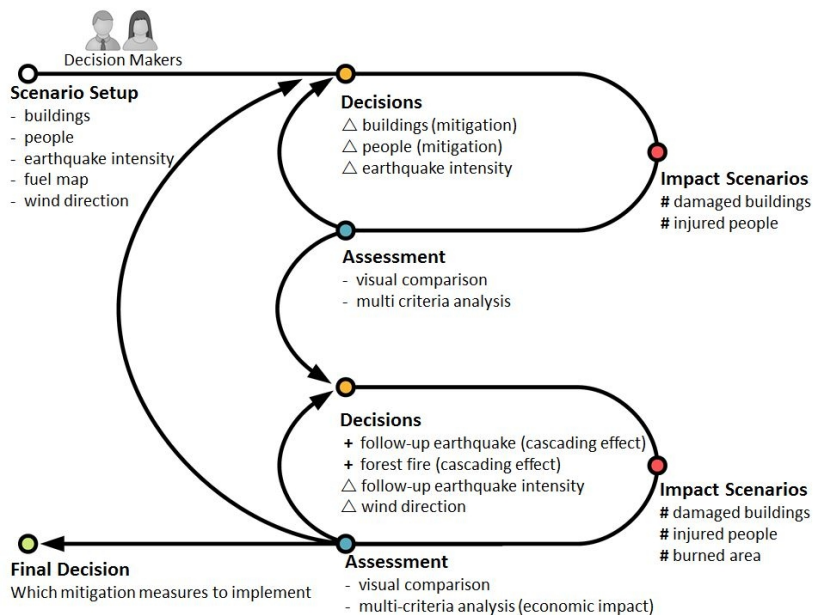 Decision Makers
Scenario Setup
- buildings
- people
- earthquake intensity
- fuel map
- wind direction
Decisions
△ buildings (mitigation)
△ people (mitigation)
△ earthquake intensity
Impact Scenarios
# damaged buildings
# injured people
Assessment
- visual comparison
- multi criteria analysis
Decisions
+ follow-up earthquake (cascading effect)
+ forest fire (cascading effect)
△ follow-up earthquake intensity
△ wind direction
Impact Scenarios
# damaged buildings
# injured people
# burned area
Assessment
- visual comparison
- multi-criteria analysis (economic impact)
Final Decision
Which mitigation measures to implement